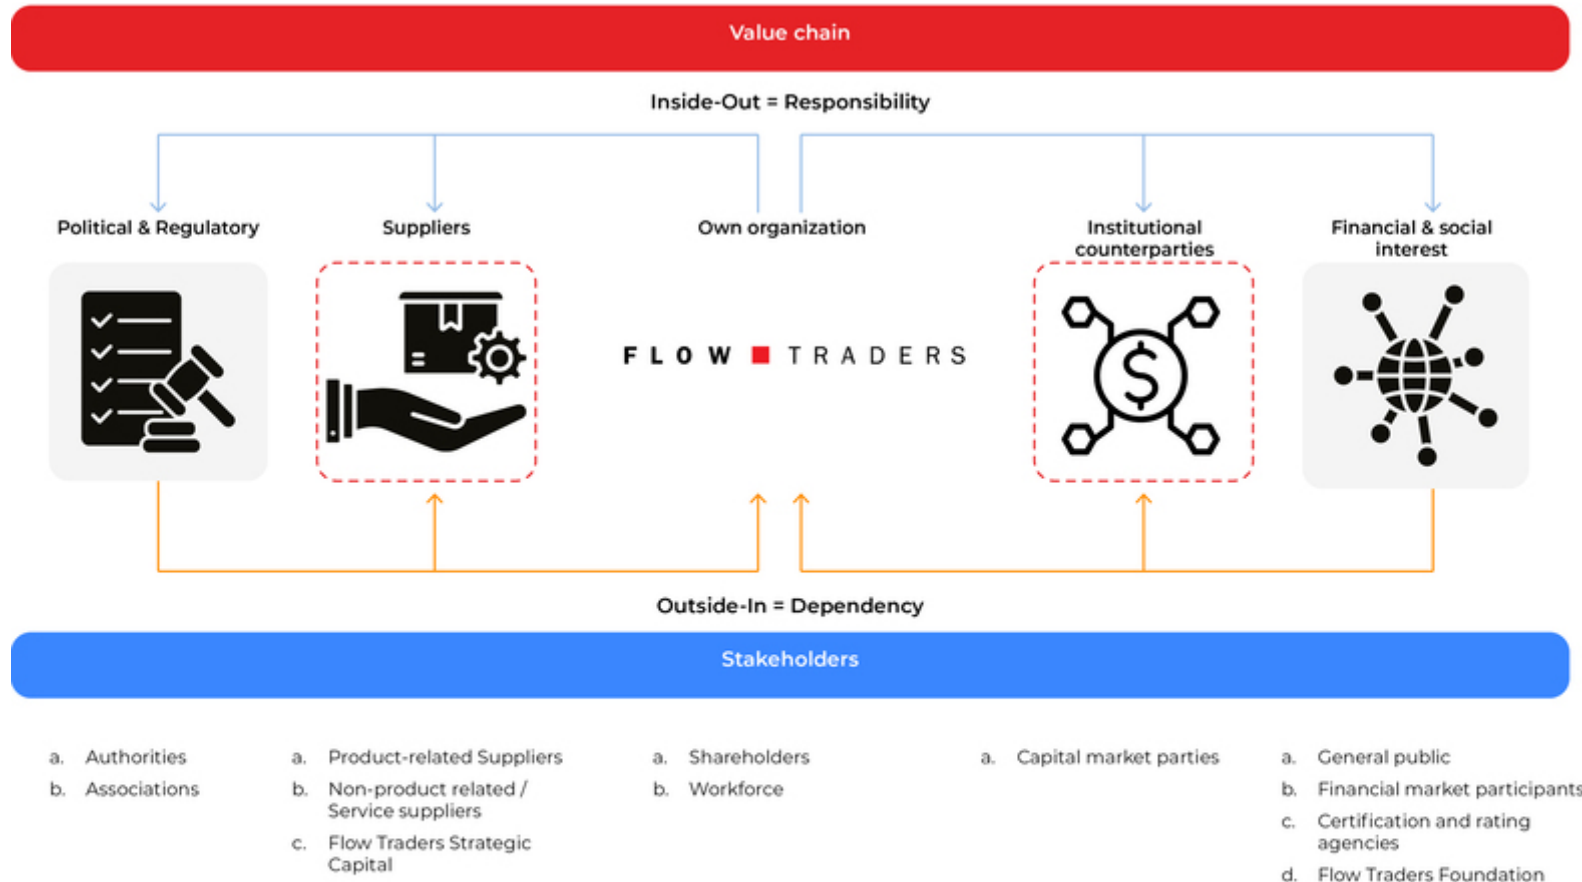 Value chain
Inside-Out = Responsibility
Political & Regulatory
Suppliers
Own organization
Institutional
counterparties
Financial & social
interest
FLOW TRADERS
$
Outside-In = Dependency
Stakeholders
a. Authorities
b. Associations
a. Product-related Suppliers
b. Non-product related /
Service suppliers
c. Flow Traders Strategic
Capital
a. Shareholders
b. Workforce
a. Capital market parties
a. General public
b. Financial market participants
c. Certification and rating
agencies
d. Flow Traders Foundation